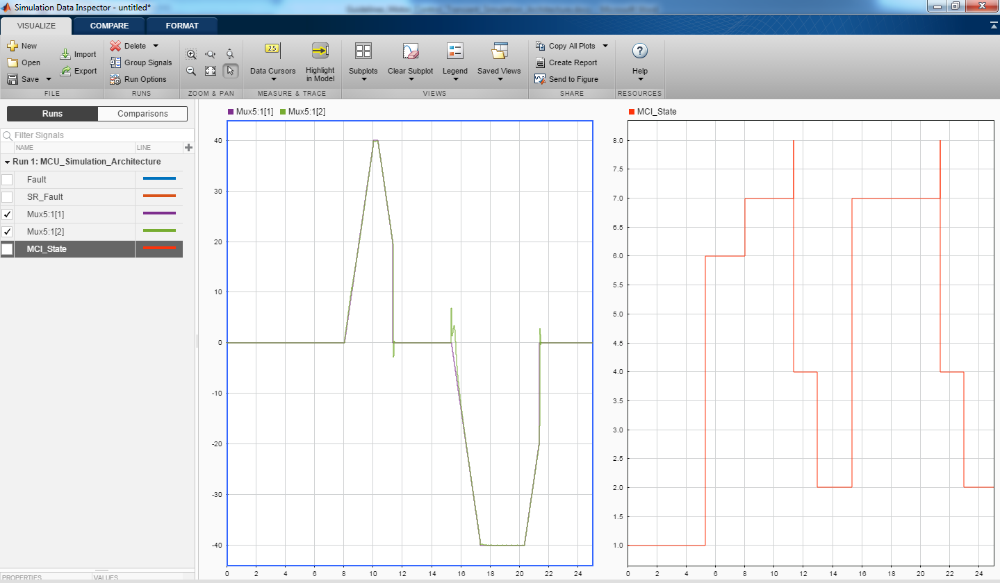 Simulation Data Inspector - untitled*
VISUALIZE COMPARE FORMAT
New Import Delete Group Signals Run Options
Open Export
Save
Data Cursors Highlight in Model Subplots Clear Subplot Legend Saved Views
2.5
Copy All Plots
Create Report
Send to Figure
? Help
FILE RUNS ZOOM & PAN MEASURE & TRACE VIEWS SHARE RESOURCES
Runs Comparisons
Filter Signals
NAME LINE
Run 1: MCU_Simulation_Architecture
Fault
SR_Fault
Mux5:1[1]
Mux5:1[2]
MCI_State
PROPERTIES VALUES
Mux5:1[1] Mux5:1[2]
40
30
20
10
0
-10
-20
-30
-40
0 2 4 6 8 10 12 14 16 18 20 22 24
MCI_State
8.0
7.5
7.0
6.5
6.0
5.5
5.0
4.5
4.0
3.5
3.0
2.5
2.0
1.5
1.0
0 2 4 6 8 10 12 14 16 18 20 22 24